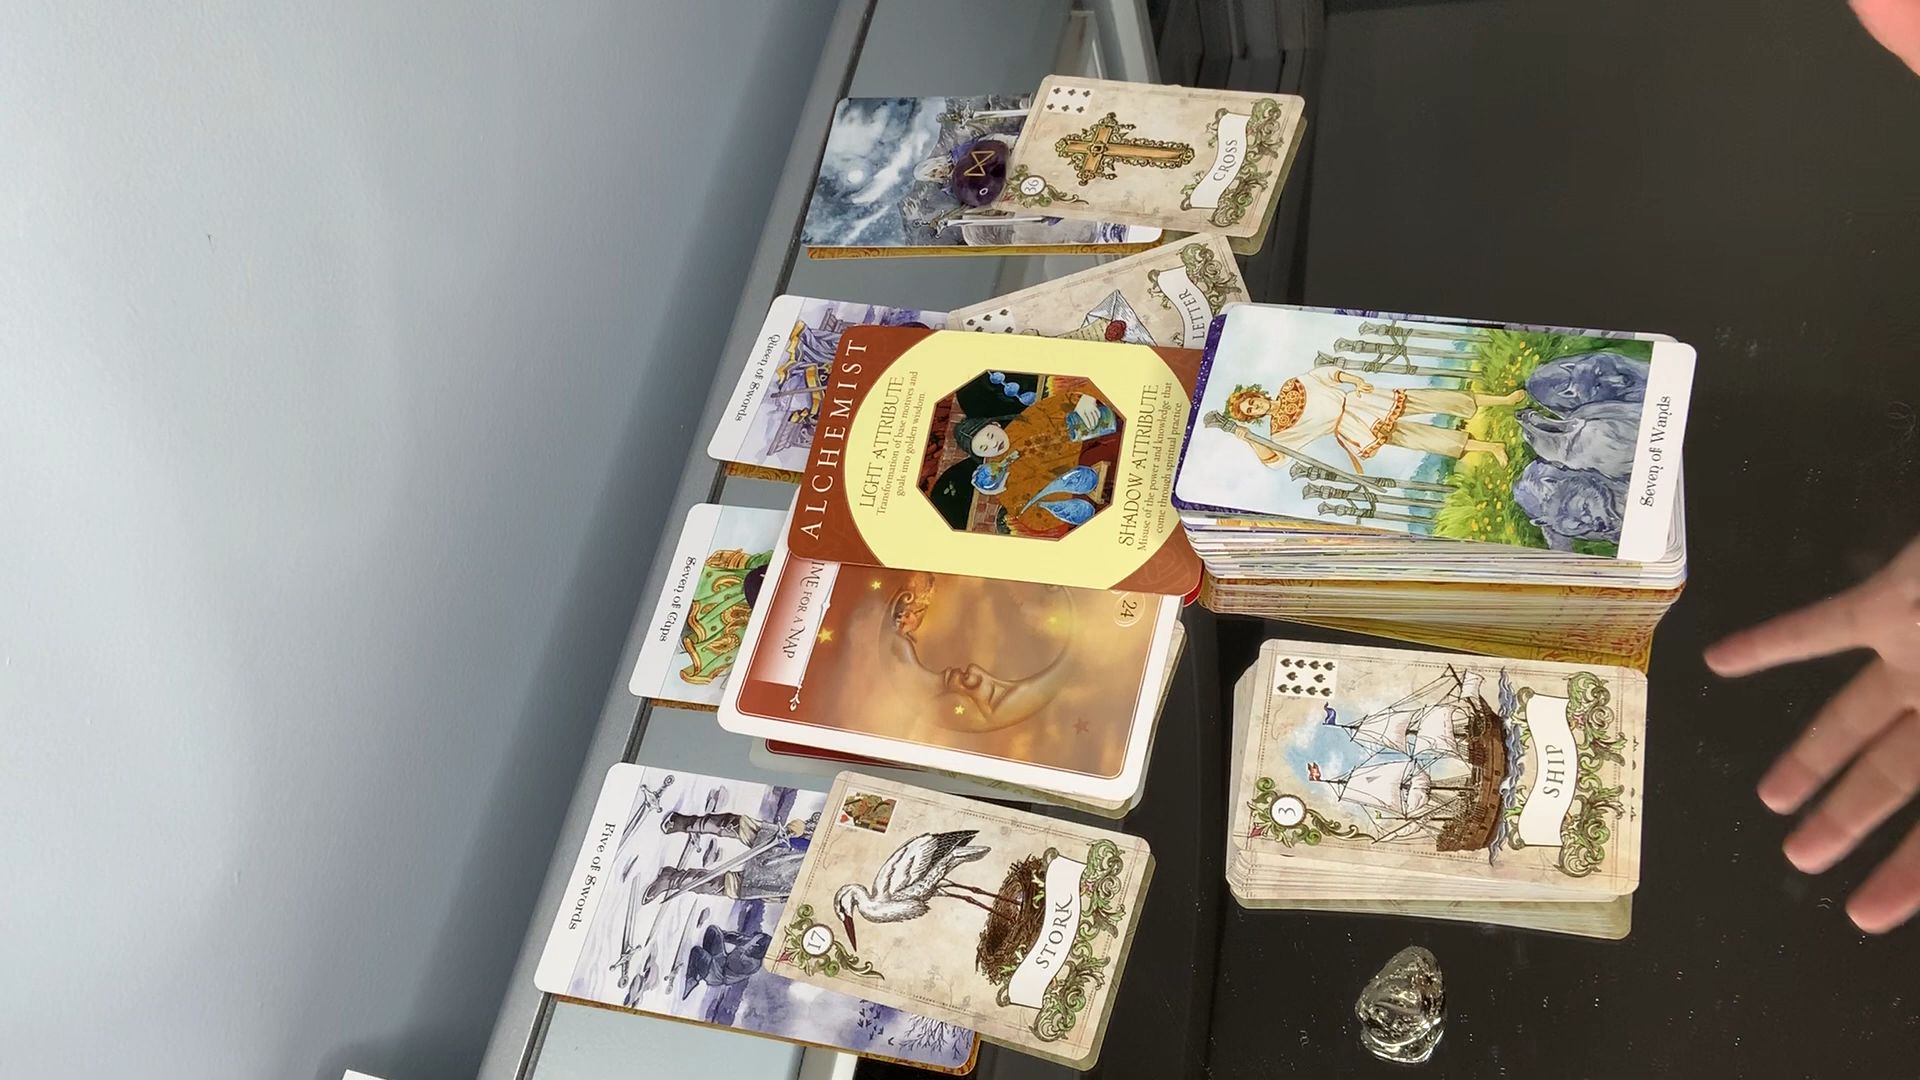 36
CROSS
LETTER
Queen of Swords
ALCHEMIST
LIGHT ATTRIBUTE
Transformation of base motives and
goals into golden wisdom.
SHADOW ATTRIBUTE
Misuse of the power and knowledge that
come through spiritual practice.
Seven of Wands
Seven of Cups
IME FOR A NAP
24
3
SHIP
Five of Swords
17
STORK